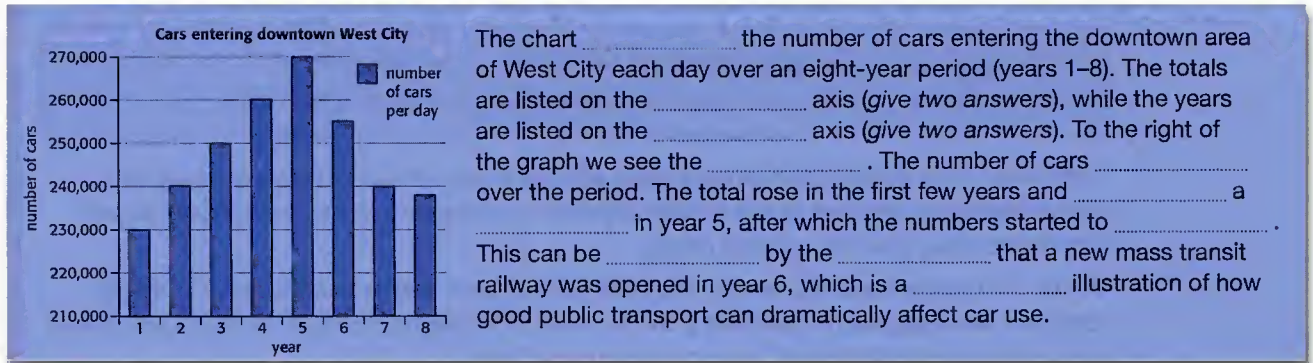 Cars entering downtown West City
270,000
260,000
250,000
240,000
230,000
220,000
210,000
number of cars
1 2 3 4 5 6 7 8
year
number
of cars
per day
The chart .................... the number of cars entering the downtown area
of West City each day over an eight-year period (years 1–8). The totals
are listed on the .................... axis (give two answers), while the years
are listed on the .................... axis (give two answers). To the right of
the graph we see the .................... . The number of cars ....................
over the period. The total rose in the first few years and .................... a
.................... in year 5, after which the numbers started to .................... .
This can be .................... by the .................... that a new mass transit
railway was opened in year 6, which is a .................... illustration of how
good public transport can dramatically affect car use.